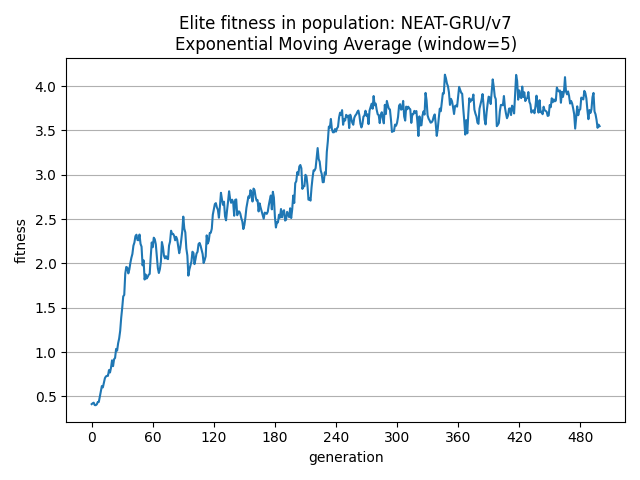 Elite fitness in population: NEAT-GRU/v7
Exponential Moving Average (window=5)
fitness
4.0
3.5
3.0
2.5
2.0
1.5
1.0
0.5
0 60 120 180 240 300 360 420 480
generation